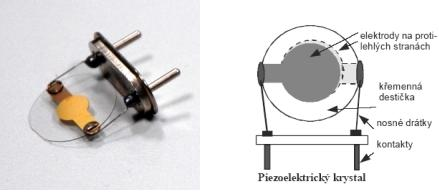 elektrody na proti-
lehlých stranách
křemenná
destička
nosné drátky
kontakty
Piezoelektrický krystal